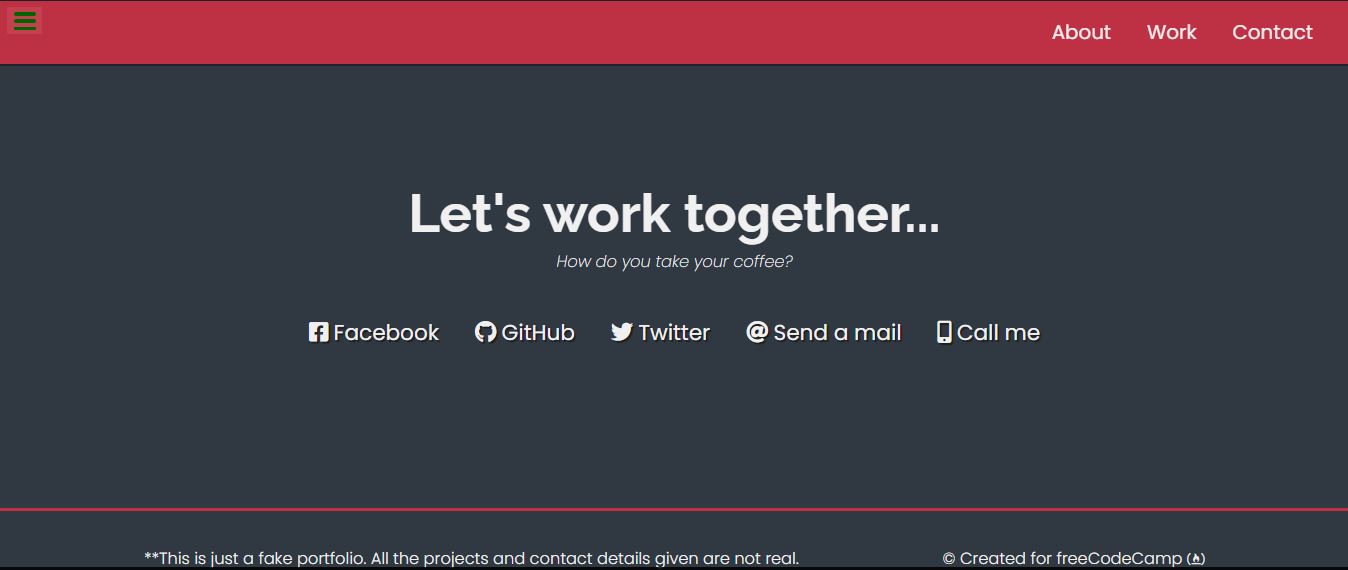 About Work Contact
Let's work together...
How do you take your coffee?
Facebook GitHub Twitter Send a mail Call me
**This is just a fake portfolio. All the projects and contact details given are not real. © Created for freeCodeCamp